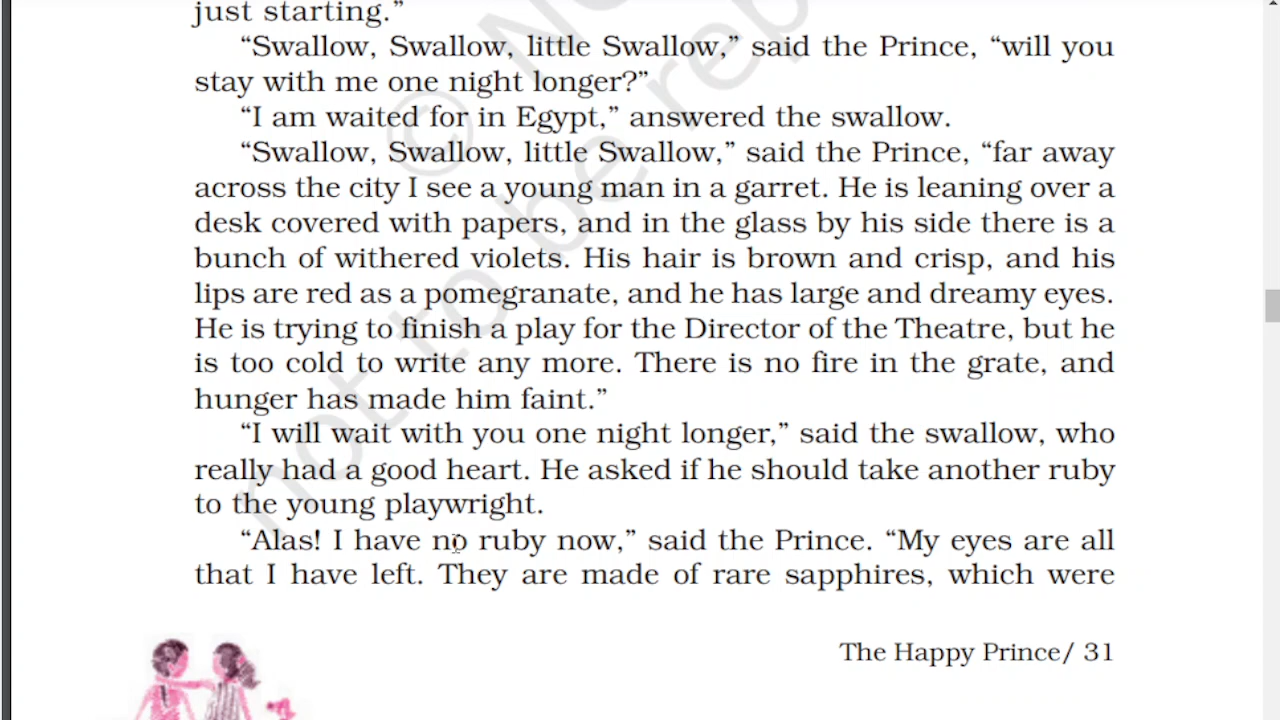 just starting.”
“Swallow, Swallow, little Swallow,” said the Prince, “will you
stay with me one night longer?”
“I am waited for in Egypt,” answered the swallow.
“Swallow, Swallow, little Swallow,” said the Prince, “far away
across the city I see a young man in a garret. He is leaning over a
desk covered with papers, and in the glass by his side there is a
bunch of withered violets. His hair is brown and crisp, and his
lips are red as a pomegranate, and he has large and dreamy eyes.
He is trying to finish a play for the Director of the Theatre, but he
is too cold to write any more. There is no fire in the grate, and
hunger has made him faint.”
“I will wait with you one night longer,” said the swallow, who
really had a good heart. He asked if he should take another ruby
to the young playwright.
“Alas! I have no ruby now,” said the Prince. “My eyes are all
that I have left. They are made of rare sapphires, which were
The Happy Prince/ 31
© N
not to be rep